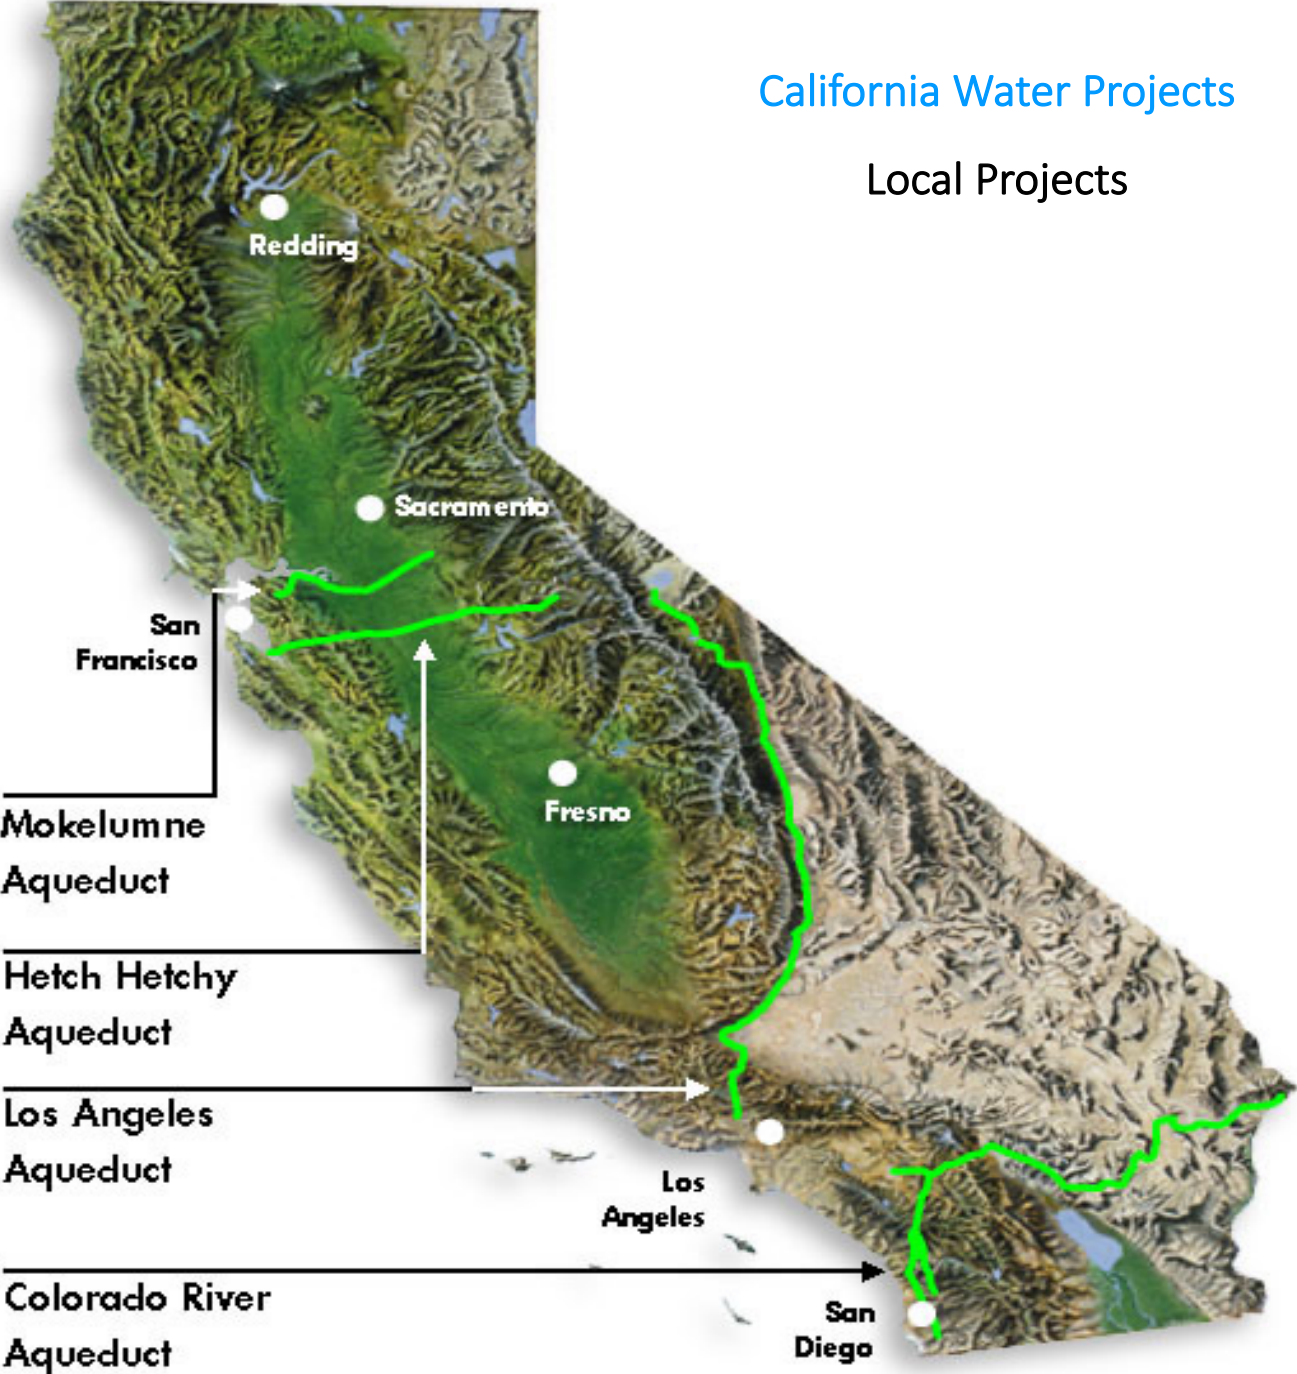 California Water Projects
Local Projects
Redding
Sacramento
San
Francisco
Fresno
Mokelumne
Aqueduct
Hetch Hetchy
Aqueduct
Los Angeles
Aqueduct
Los
Angeles
Colorado River
Aqueduct
San
Diego